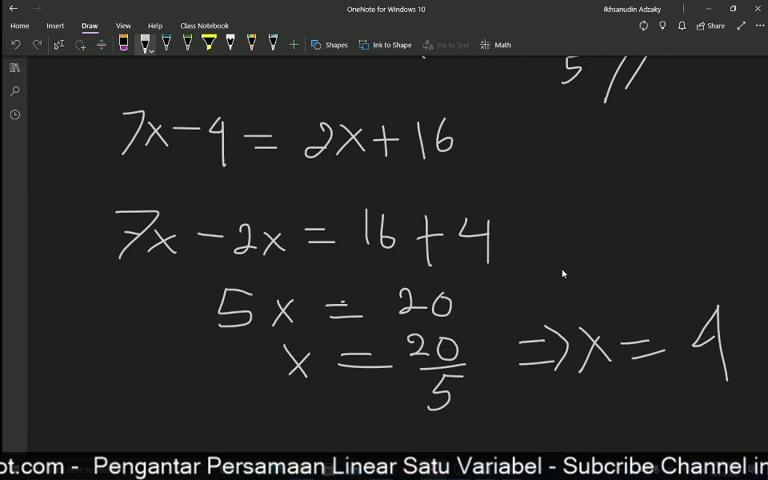 OneNote for Windows 10
Ikhsanudin Adzaky
Home Insert Draw View Help Class Notebook
Share
Shapes Ink to Shape Ink to Text Math
5 //
7x-4 = 2x+16
7x - 2x = 16 + 4
5x = 20
x = 20/5 => x = 4
ot.com - Pengantar Persamaan Linear Satu Variabel - Subcribe Channel in